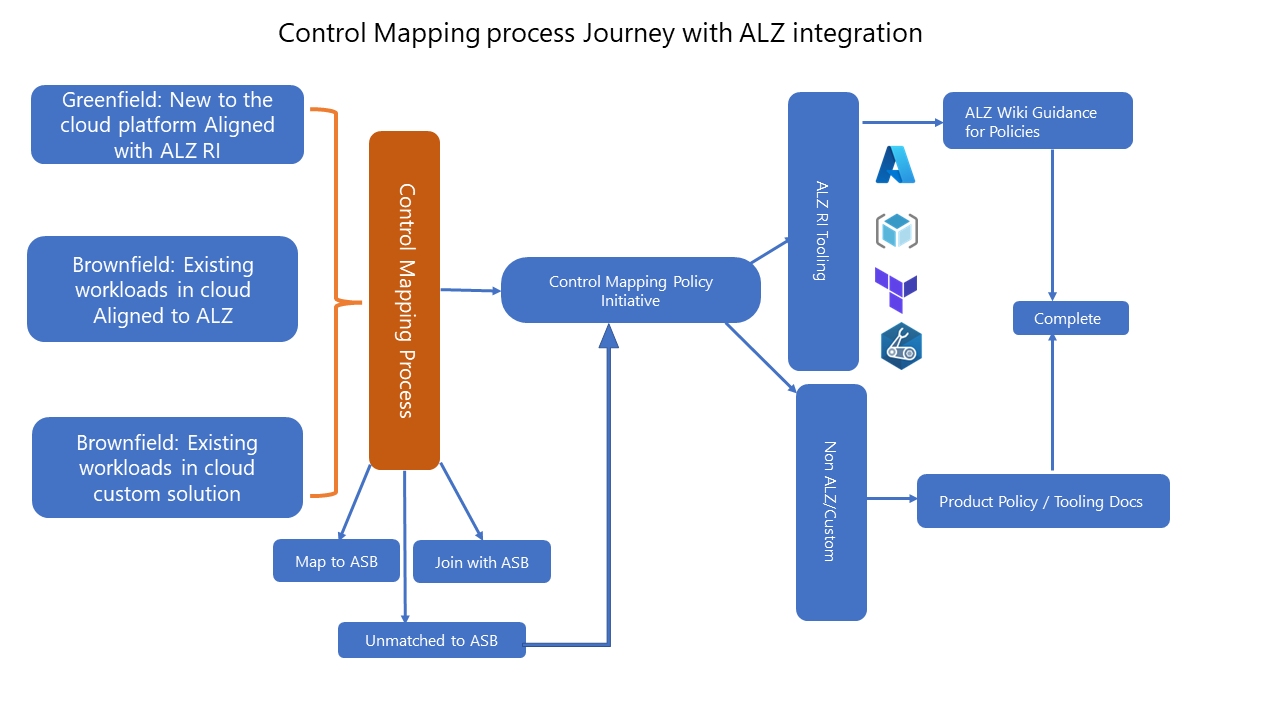 Control Mapping process Journey with ALZ integration
Greenfield: New to the
cloud platform Aligned
with ALZ RI
Brownfield: Existing
workloads in cloud
Aligned to ALZ
Brownfield: Existing
workloads in cloud
custom solution
Control Mapping Process
Map to ASB
Join with ASB
Unmatched to ASB
Control Mapping Policy
Initiative
ALZ RI Tooling
Non ALZ/Custom
ALZ Wiki Guidance
for Policies
Complete
Product Policy / Tooling Docs